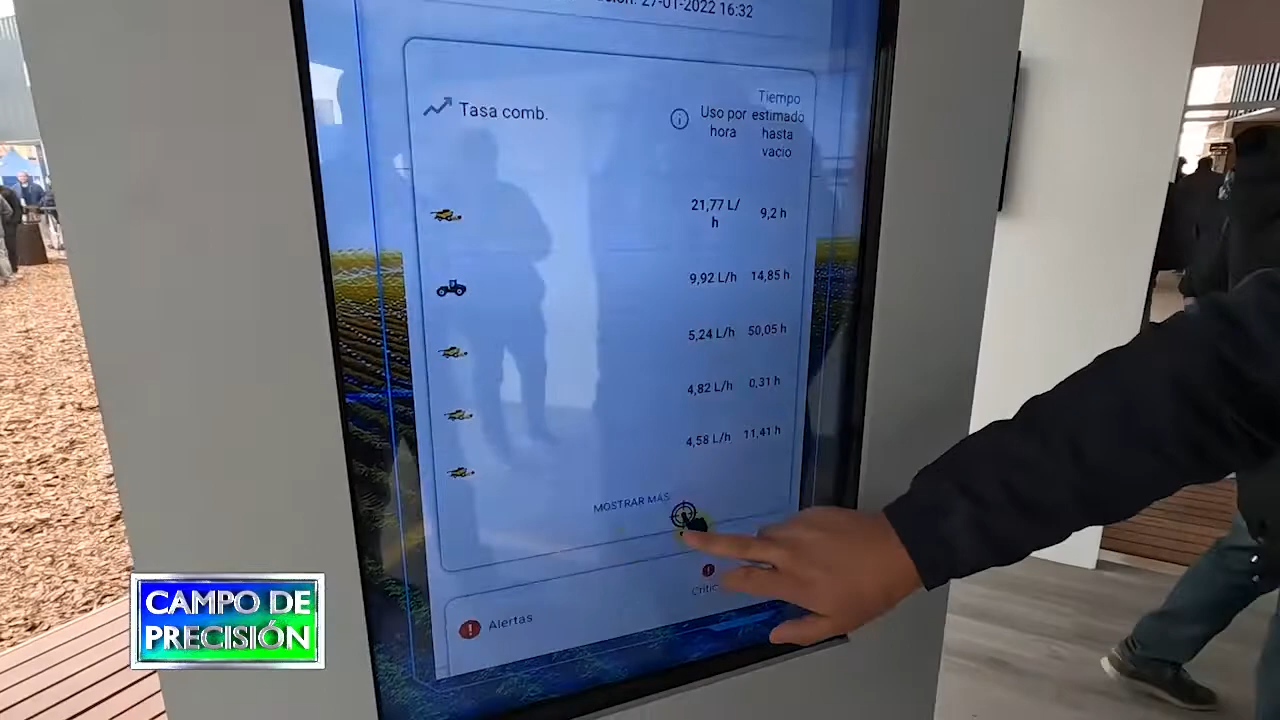 27-01-2022 16:32
Tasa comb.
Uso por
hora
Tiempo
estimado
hasta
vacio
21,77 L/
h
9,2 h
9,92 L/h 14,85 h
5,24 L/h 50,05 h
4,82 L/h 0,31 h
4,58 L/h 11,41 h
MOSTRAR MÁS
Alertas
CAMPO DE
PRECISIÓN